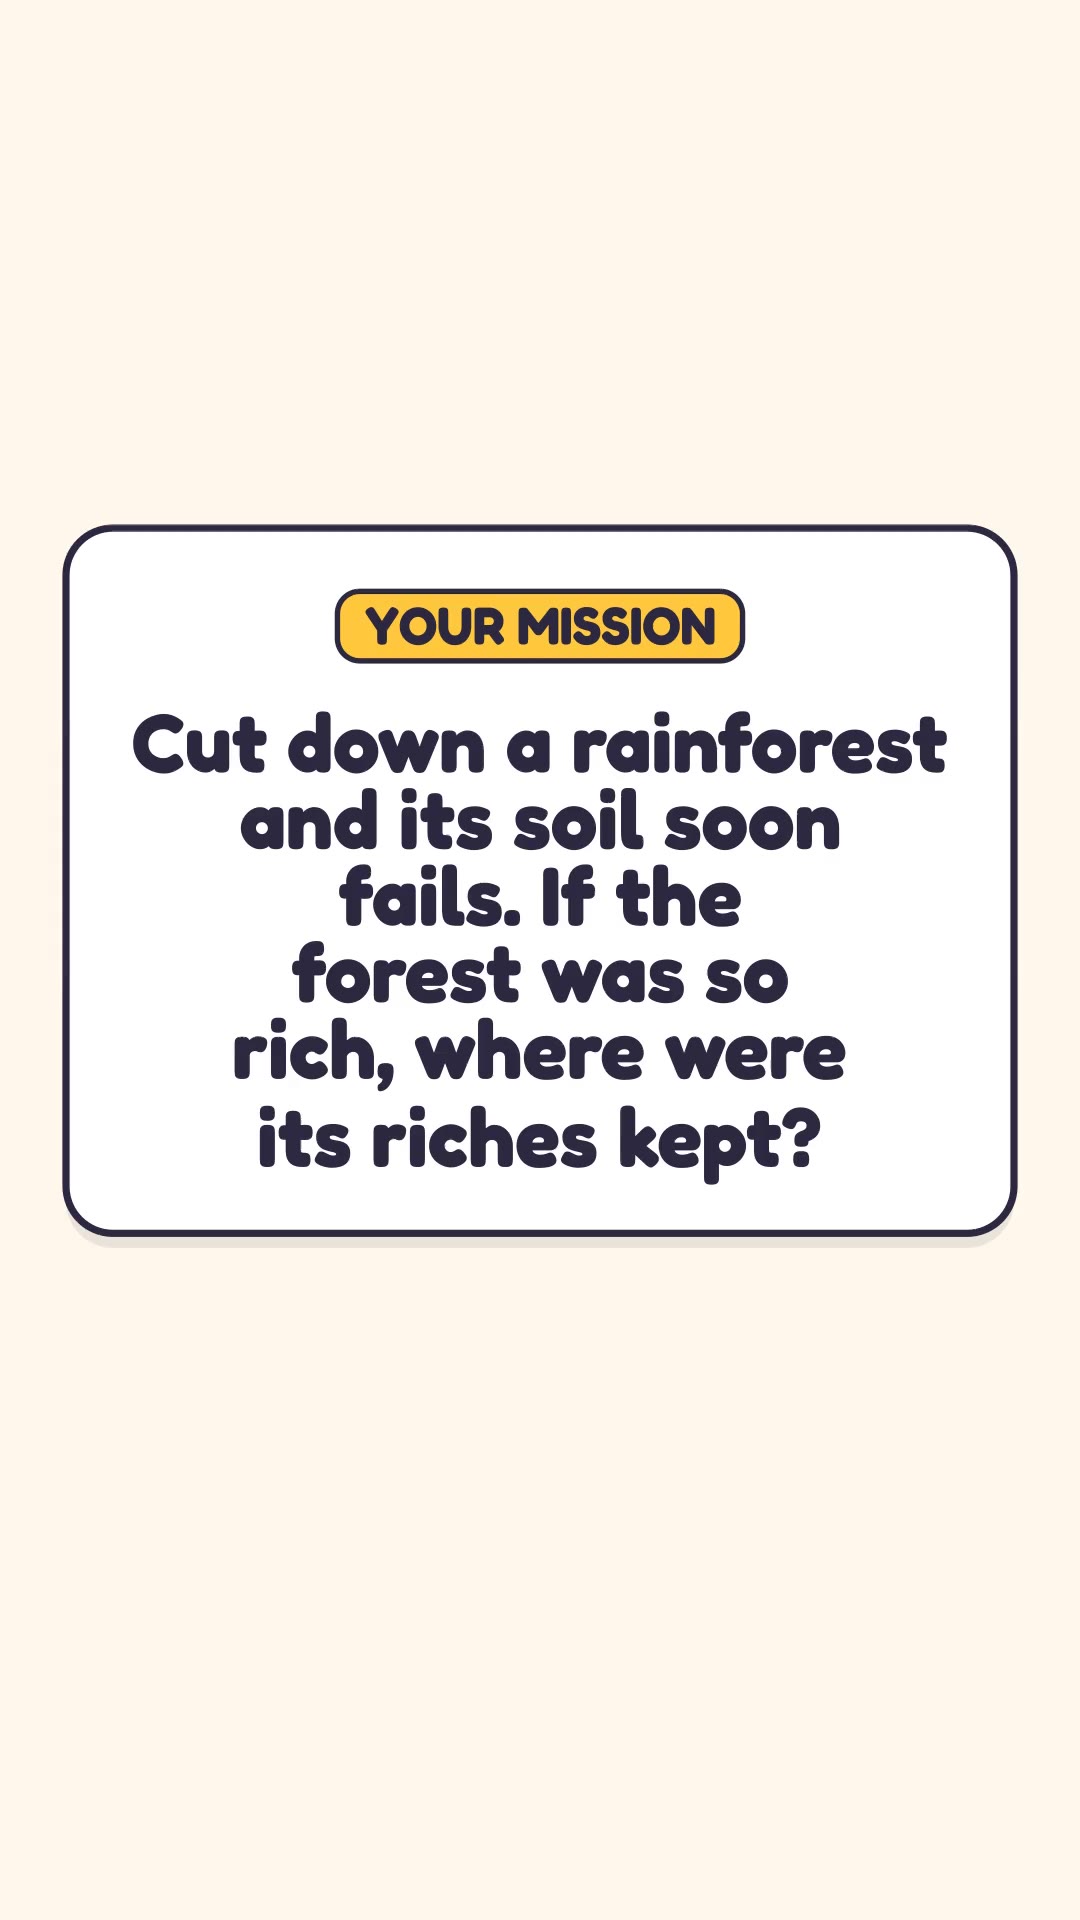 YOUR MISSION
Cut down a rainforest
and its soil soon
fails. If the
forest was so
rich, where were
its riches kept?